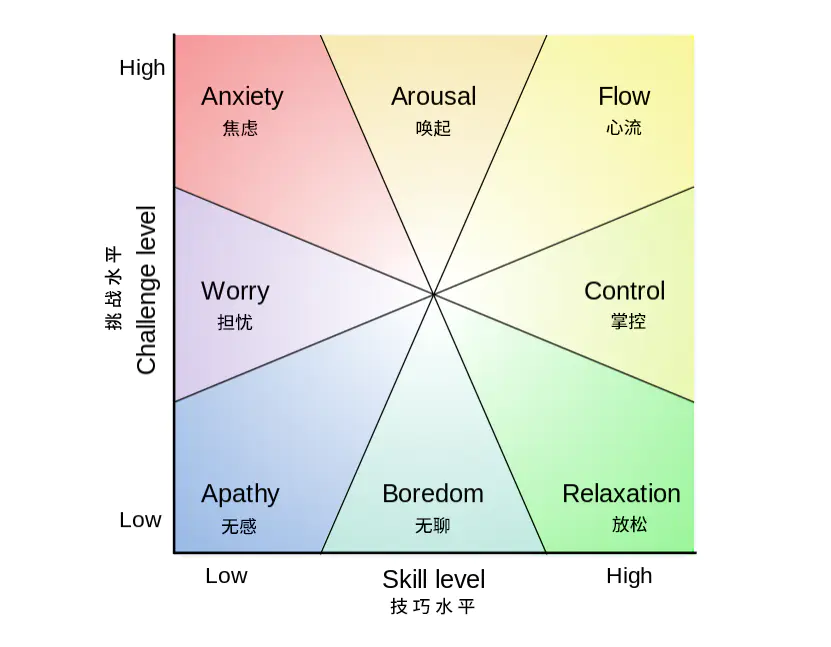 High
Anxiety
焦虑
Arousal
唤起
Flow
心流
挑战水平
Challenge level
Worry
担忧
Control
掌控
Apathy
无感
Boredom
无聊
Relaxation
放松
Low
Low
Skill level
High
技巧水平